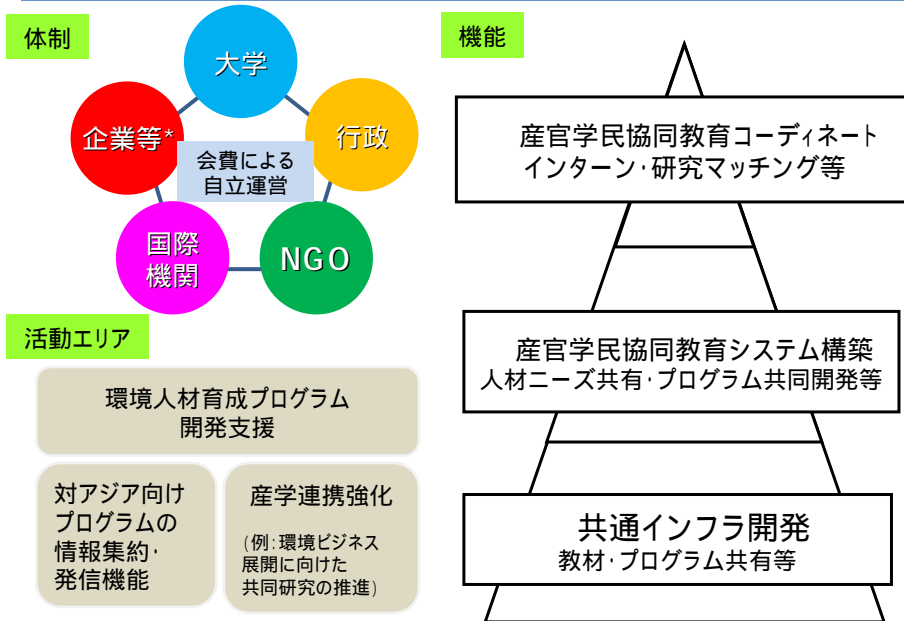 体制
大学
企業等*
行政
会費による
自立運営
国際
機関
NGO
活動エリア
環境人材育成プログラム
開発支援
対アジア向け
プログラムの
情報集約・
発信機能
産学連携強化
(例:環境ビジネス
展開に向けた
共同研究の推進)
機能
産官学民協同教育コーディネート
インターン・研究マッチング等
産官学民協同教育システム構築
人材ニーズ共有・プログラム共同開発等
共通インフラ開発
教材・プログラム共有等